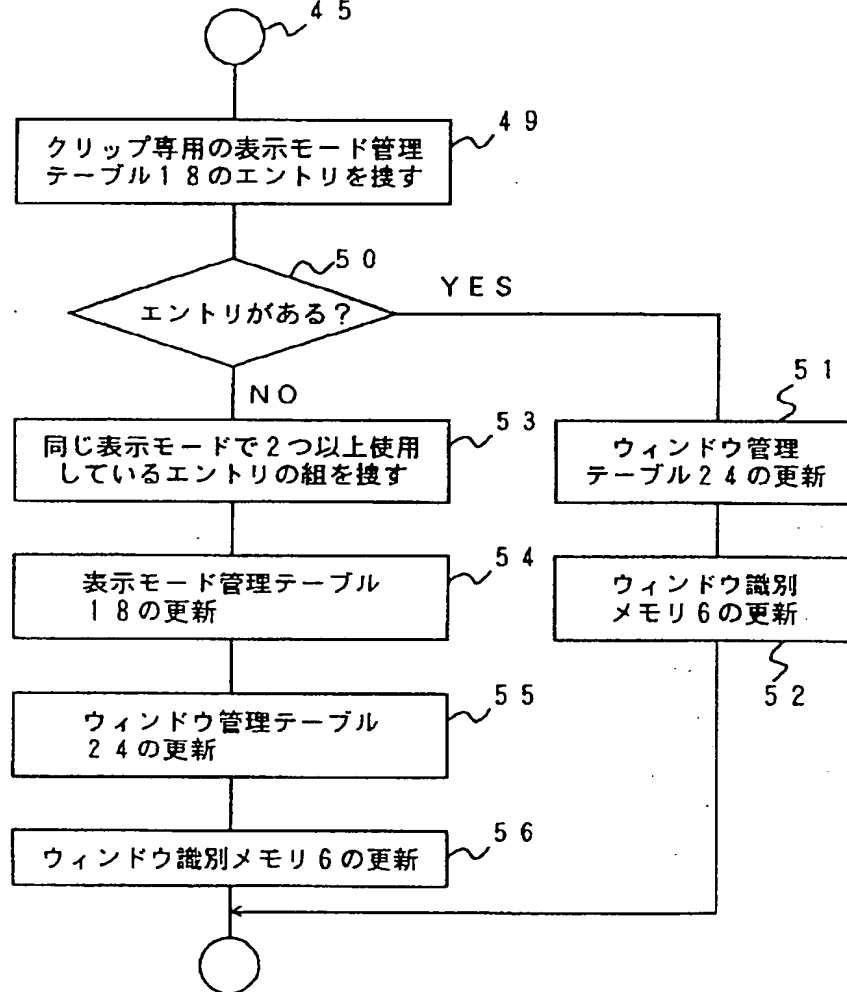 45
49
クリップ専用の表示モード管理
テーブル18のエントリを捜す
50
エントリがある?
YES
NO
53
同じ表示モードで2つ以上使用
しているエントリの組を捜す
51
ウィンドウ管理
テーブル24の更新
54
表示モード管理テーブル
18の更新
ウィンドウ識別
メモリ6の更新
52
55
ウィンドウ管理テーブル
24の更新
56
ウィンドウ識別メモリ6の更新